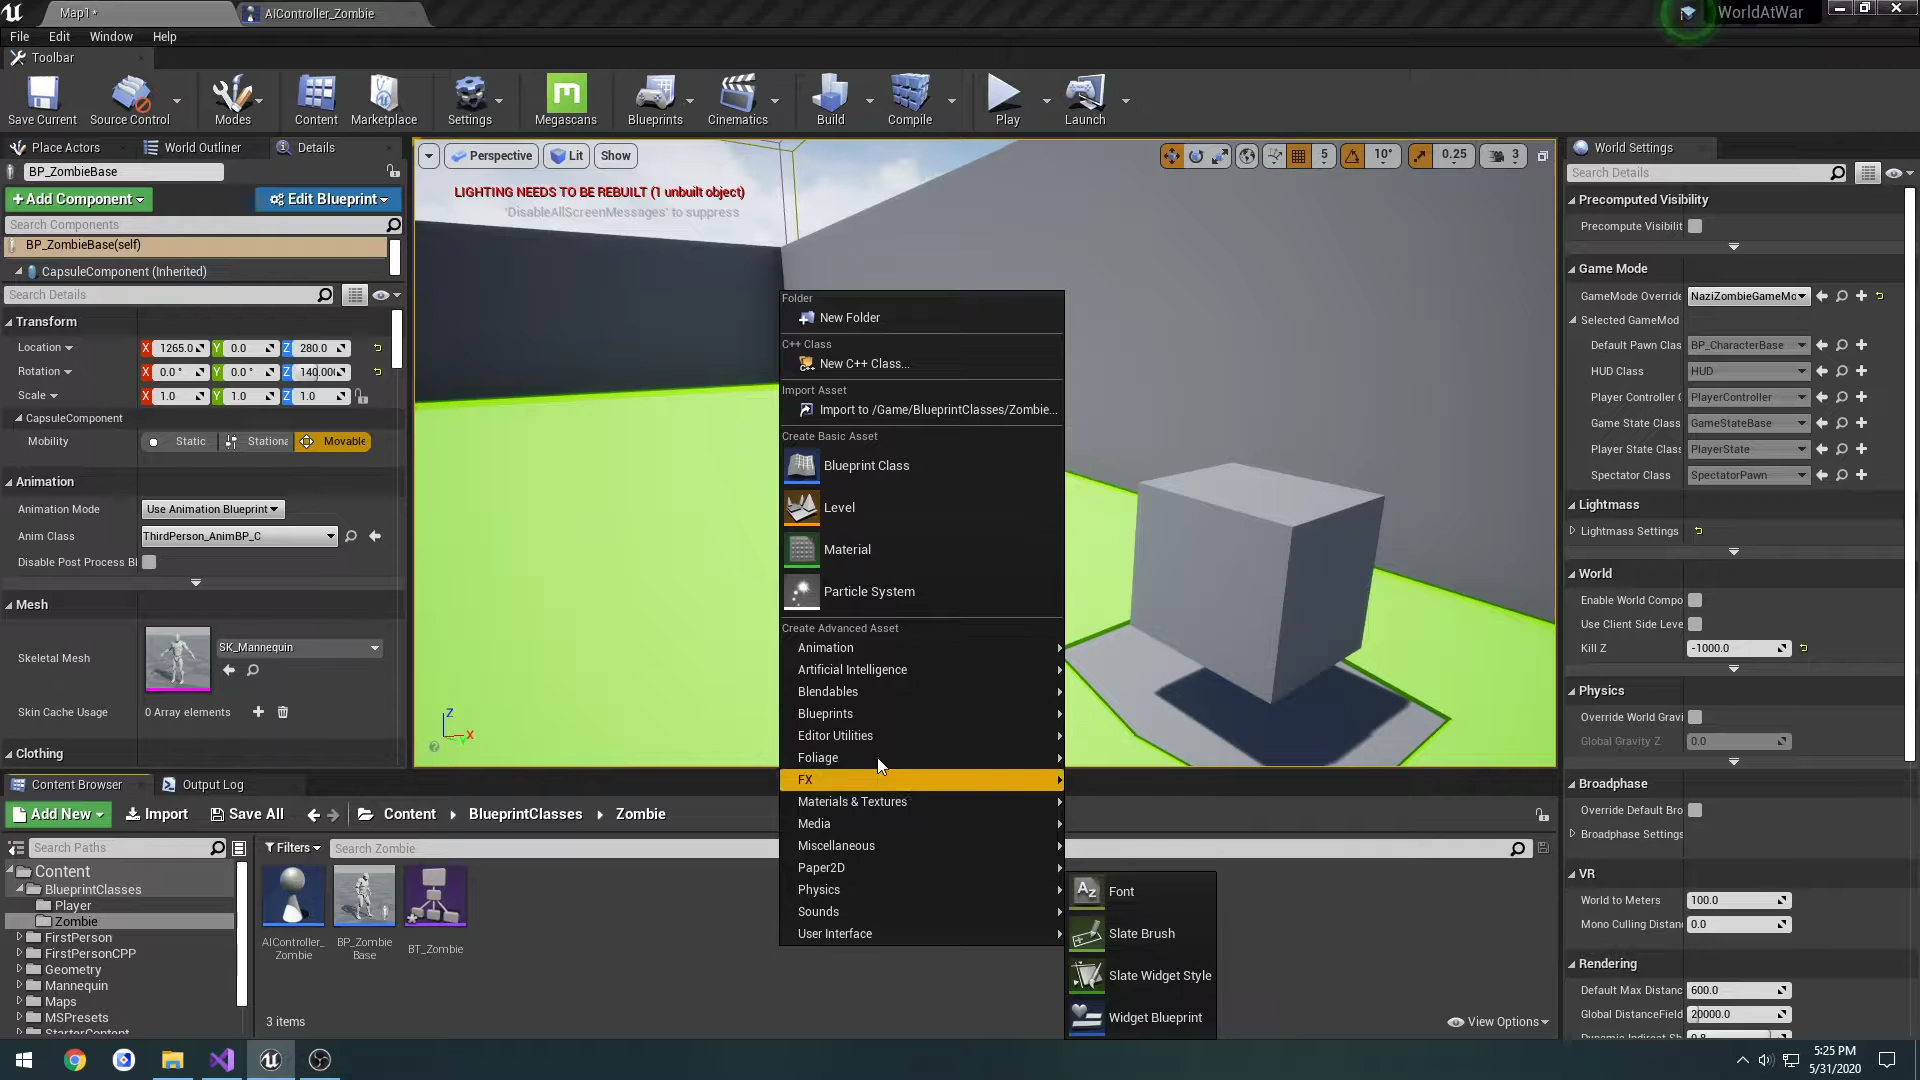 Map1*
AIController_Zombie
WorldAtWar
File
Edit
Window
Help
Toolbar
Save Current
Source Control
Modes
Content
Marketplace
Settings
Megascans
Blueprints
Cinematics
Build
Compile
Play
Launch
Place Actors
World Outliner
Details
BP_ZombieBase
+Add Component
Edit Blueprint
Search Components
BP_ZombieBase(self)
CapsuleComponent (Inherited)
Search Details
Transform
Location X 1265.0 Y 0.0 Z 280.0
Rotation X 0.0 ° Y 0.0 ° Z
Scale X 1.0 Y 1.0 Z 1.0
CapsuleComponent
Mobility Static Stationa Movable
Animation
Animation Mode Use Animation Blueprint
Anim Class ThirdPerson_AnimBP_C
Disable Post Process Bl
Mesh
Skeletal Mesh SK_Mannequin
Skin Cache Usage 0 Array elements
Clothing
Perspective
Lit
Show
5
10°
0.25
3
LIGHTING NEEDS TO BE REBUILT (1 unbuilt object)
'DisableAllScreenMessages' to suppress
Z
X
Y
Folder
New Folder
C++ Class
New C++ Class...
Import Asset
Import to /Game/BlueprintClasses/Zombie...
Create Basic Asset
Blueprint Class
Level
Material
Particle System
Create Advanced Asset
Animation
Artificial Intelligence
Blendables
Blueprints
Editor Utilities
Foliage
FX
Materials & Textures
Media
Miscellaneous
Paper2D
Physics
Sounds
User Interface
Font
Slate Brush
Slate Widget Style
Widget Blueprint
World Settings
Search Details
Precomputed Visibility
Precompute Visibilit
Game Mode
GameMode Override NaziZombieGameMo
Selected GameMod
Default Pawn Clas BP_CharacterBase
HUD Class HUD
Player Controller C PlayerController
Game State Class GameStateBase
Player State Class PlayerState
Spectator Class SpectatorPawn
Lightmass
Lightmass Settings
World
Enable World Compo
Use Client Side Leve
Kill Z -1000.0
Physics
Override World Gravi
Global Gravity Z 0.0
Broadphase
Override Default Bro
Broadphase Settings
VR
World to Meters 100.0
Mono Culling Distan 0.0
Rendering
Default Max Distanc 600.0
Global DistanceField 20000.0
Content Browser
Output Log
Add New
Import
Save All
Content
BlueprintClasses
Zombie
Search Paths
Filters
Search Zombie
Content
BlueprintClasses
Player
Zombie
FirstPerson
FirstPersonCPP
Geometry
Mannequin
Maps
MSPresets
StarterContent
AIController_
Zombie
BP_Zombie
Base
BT_Zombie
3 items
View Options
5:25 PM
5/31/2020